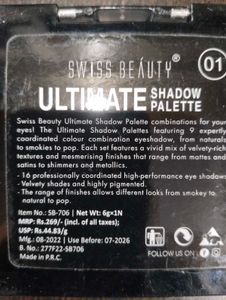 SWISS BEAUTY®
01
ULTIMATE SHADOW PALETTE
Swiss Beauty Ultimate Shadow Palette combinations for your
eyes! The Ultimate Shadow Palettes featuring 9 expertly
coordinated colour combination eyeshadow, from naturals
to smokies to pop. Each set features a vivid mix of velvety-rich
textures and mesmerising finishes that range from mattes and
satins to shimmers and metallics.
- 16 professional coordinated high-performance eye shadows
- Velvety shades and highly pigmented.
- The range of finishes allows different looks from smokey to
natural to pop.
Item No.: SB-706 | Net Wt: 6g×1N
MRP: Rs.269/- (incl. of all taxes)
USP: Rs.44.83/g
Mfg: 08-2022 | Use Before: 07-2026
B. No.: 277F22-SB706
Made in P.R.C.
FOLLOW US ON